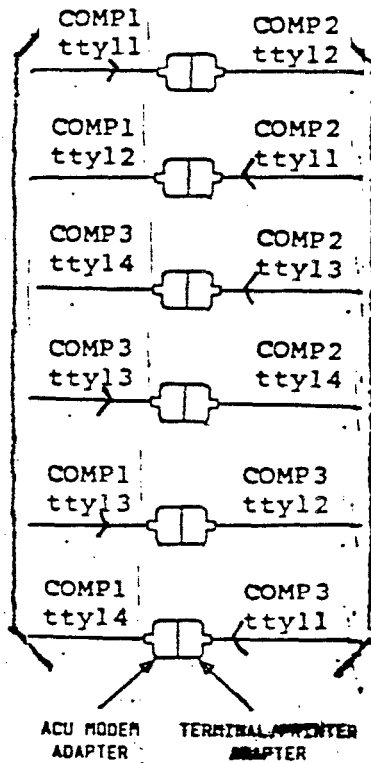 COMP1 COMP2
tty11 tty12
COMP1 COMP2
tty12 tty11
COMP3 COMP2
tty14 tty13
COMP3 COMP2
tty13 tty14
COMP1 COMP3
tty13 tty12
COMP1 COMP3
tty14 tty11
ACU MODEM TERMINAL/PRINTER
ADAPTER ADAPTER